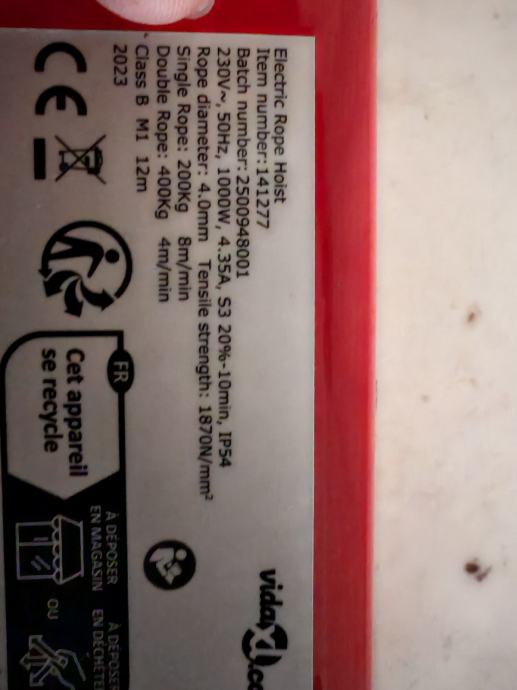 Electric Rope Hoist
Item number:141277
Batch number: 2500948001
230V~, 50Hz, 1000W, 4.35A, S3 20%-10min, IP54
Rope diameter: 4.0mm Tensile strength: 1870N/mm²
Single Rope: 200Kg 8m/min
Double Rope: 400Kg 4m/min
Class B M1 12m
2023
CE
FR
Cet appareil
se recycle
À DÉPOSER
EN MAGASIN
OU
À DÉPOSER
EN